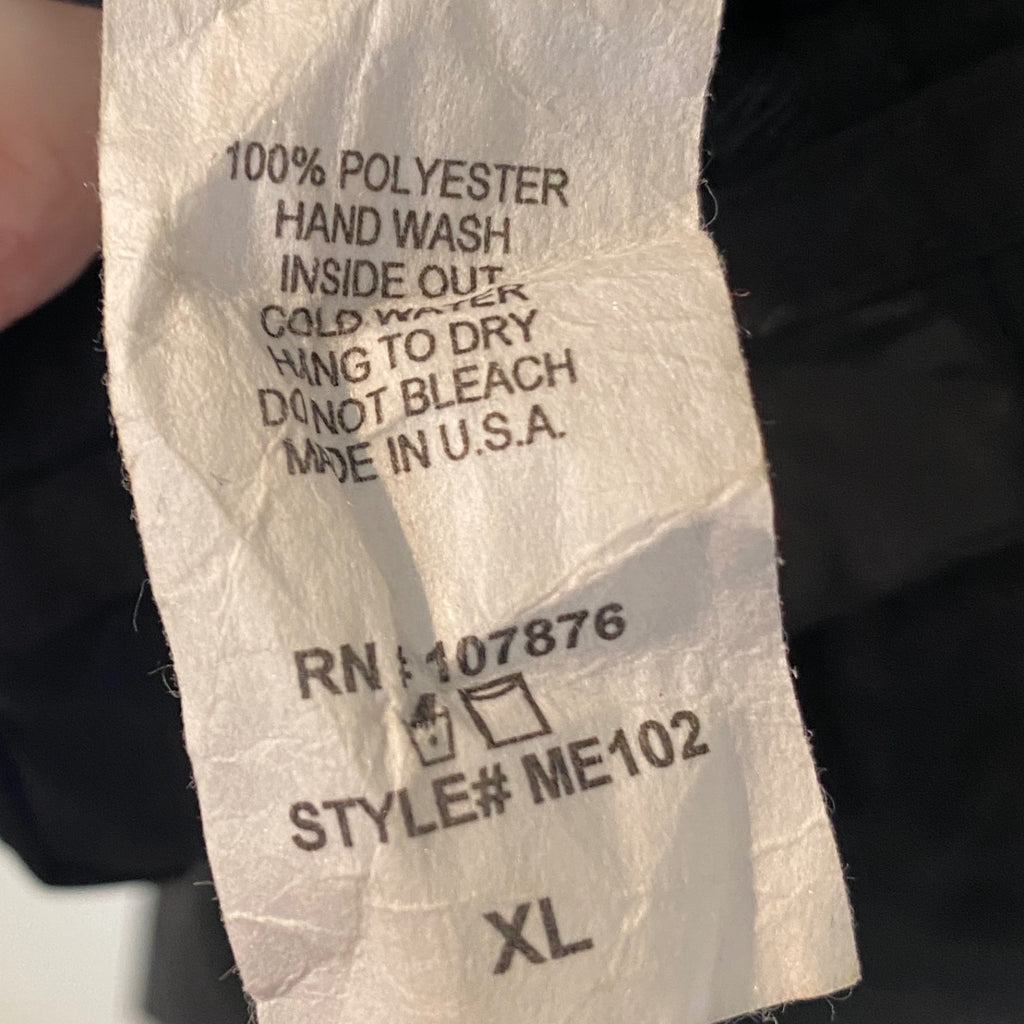 100% POLYESTER
HAND WASH
INSIDE OUT
COLD WATER
HANG TO DRY
DO NOT BLEACH
MADE IN U.S.A.
RN# 107876
STYLE# ME102
XL